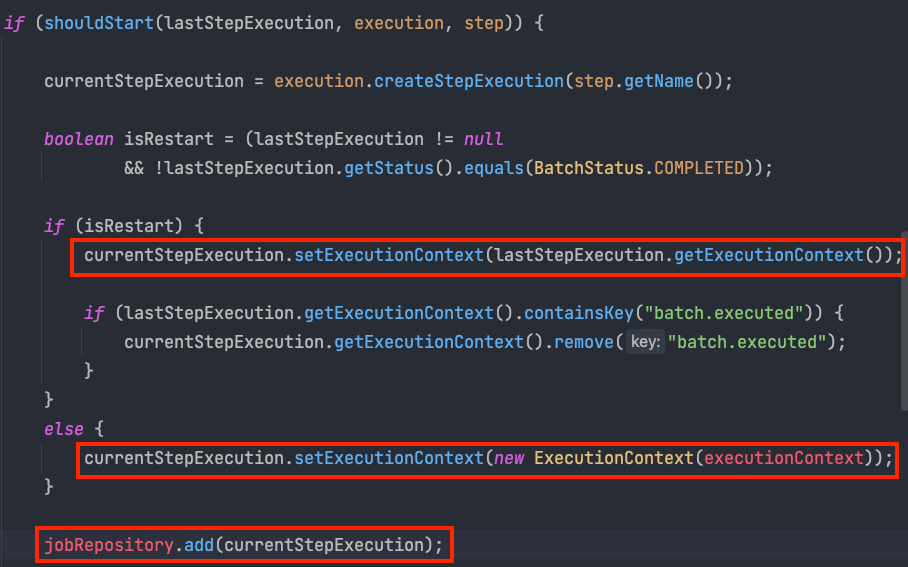 if (shouldStart(lastStepExecution, execution, step)) {
currentStepExecution = execution.createStepExecution(step.getName());
boolean isRestart = (lastStepExecution != null
&& !lastStepExecution.getStatus().equals(BatchStatus.COMPLETED));
if (isRestart) {
currentStepExecution.setExecutionContext(lastStepExecution.getExecutionContext());
if (lastStepExecution.getExecutionContext().containsKey("batch.executed")) {
currentStepExecution.getExecutionContext().remove( key: "batch.executed");
}
}
else {
currentStepExecution.setExecutionContext(new ExecutionContext(executionContext));
}
jobRepository.add(currentStepExecution);